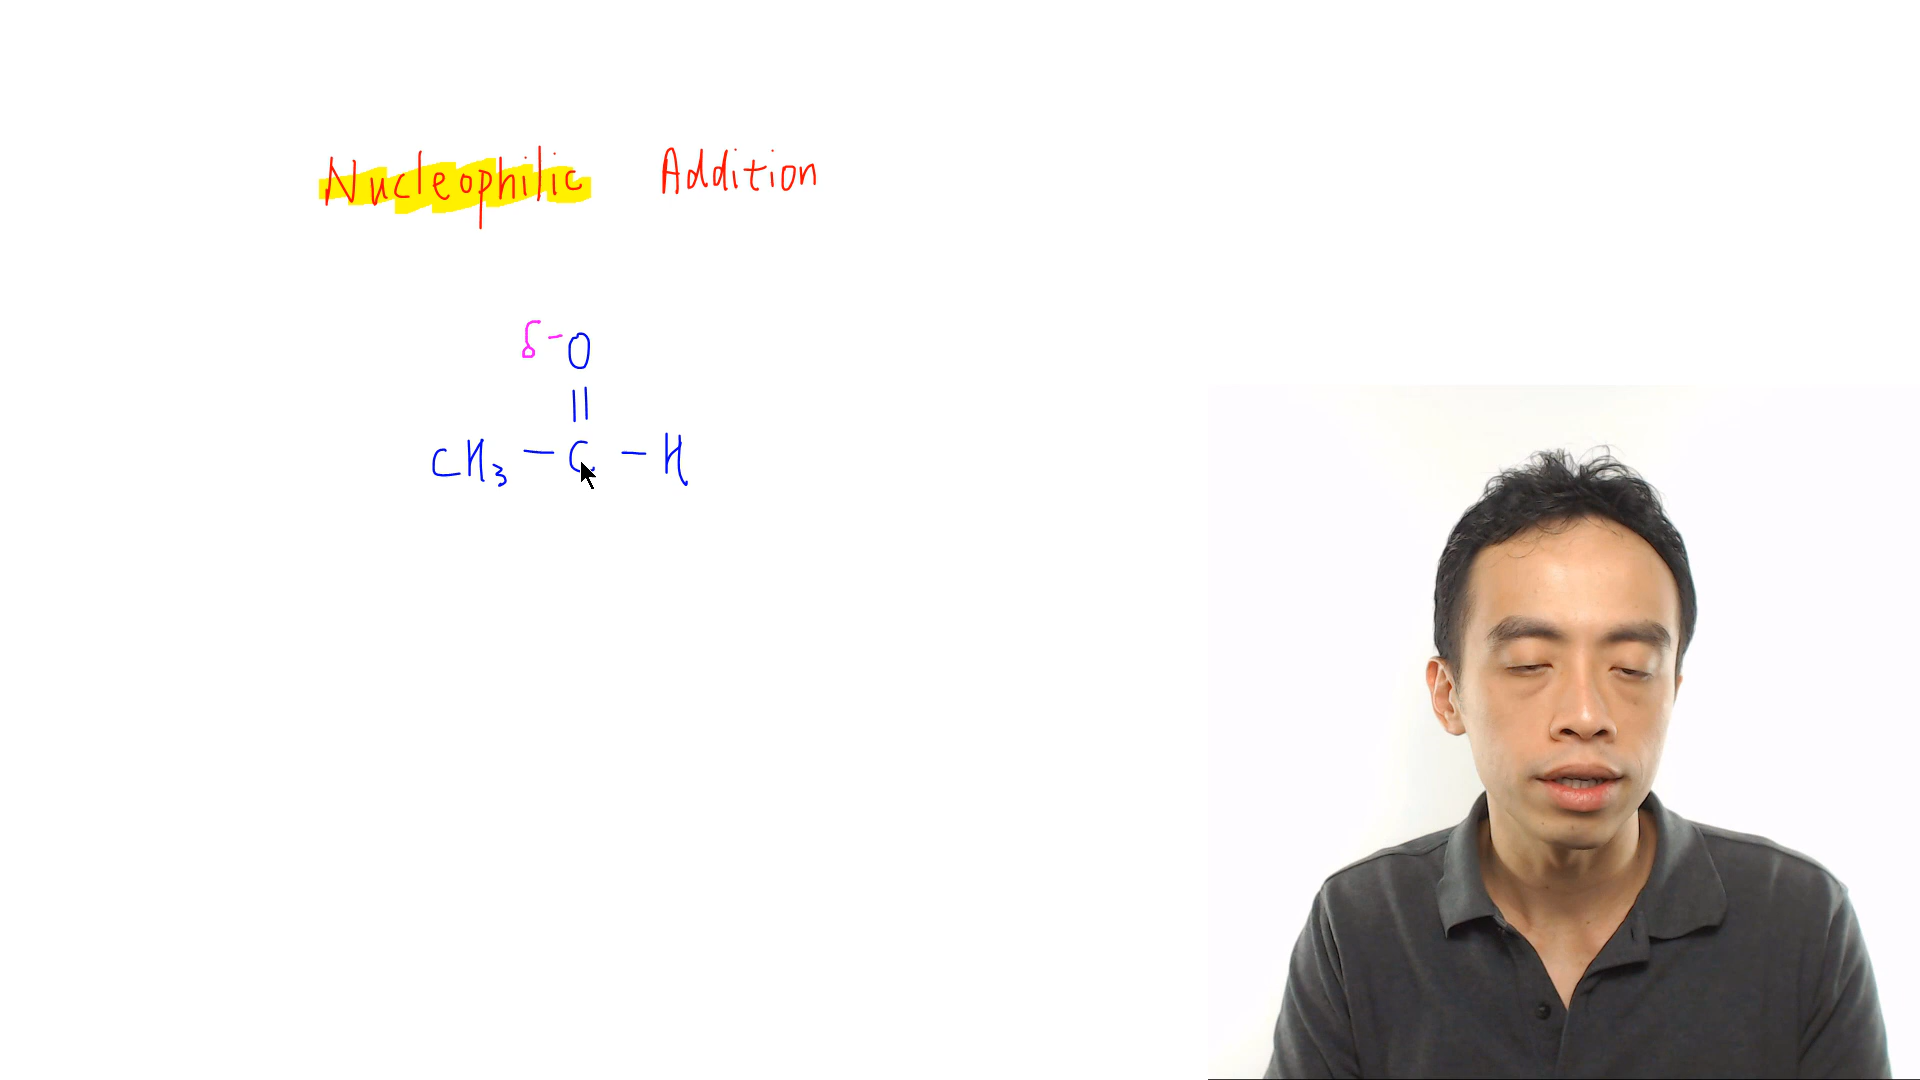 Nucleophilic Addition
δ- O
||
CH₃ – C – H